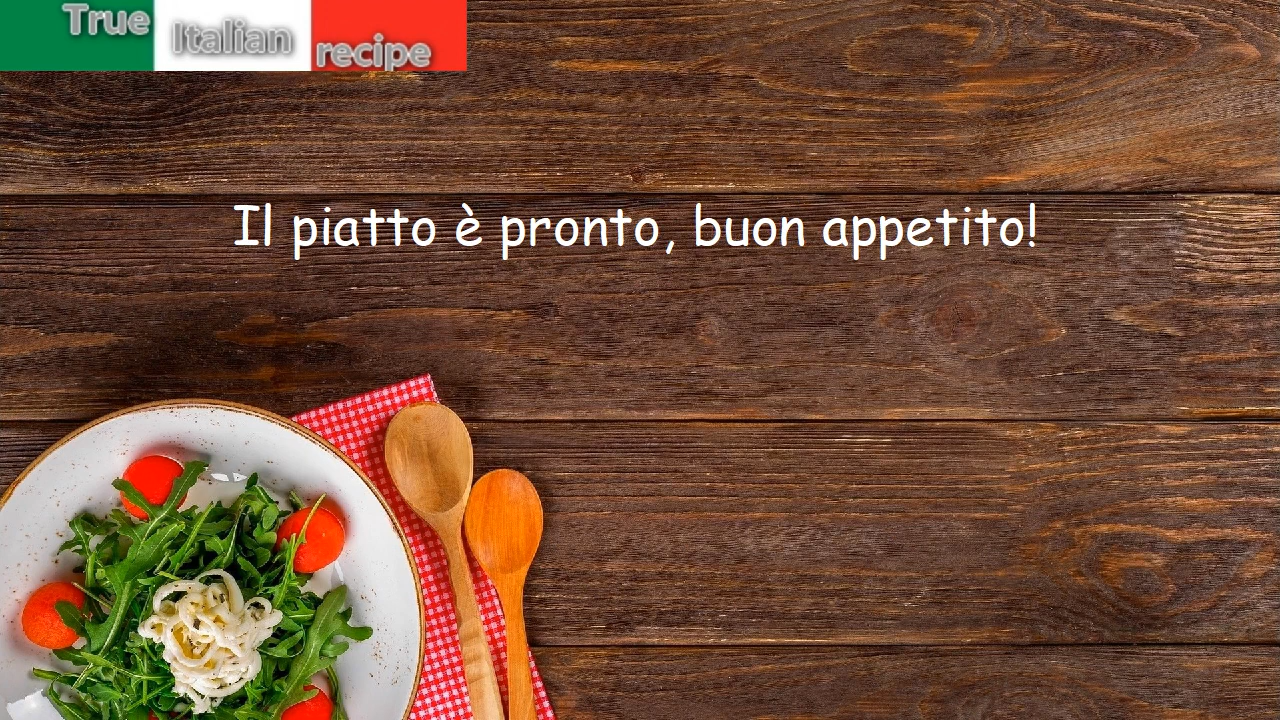 True Italian recipe
Il piatto è pronto, buon appetito!